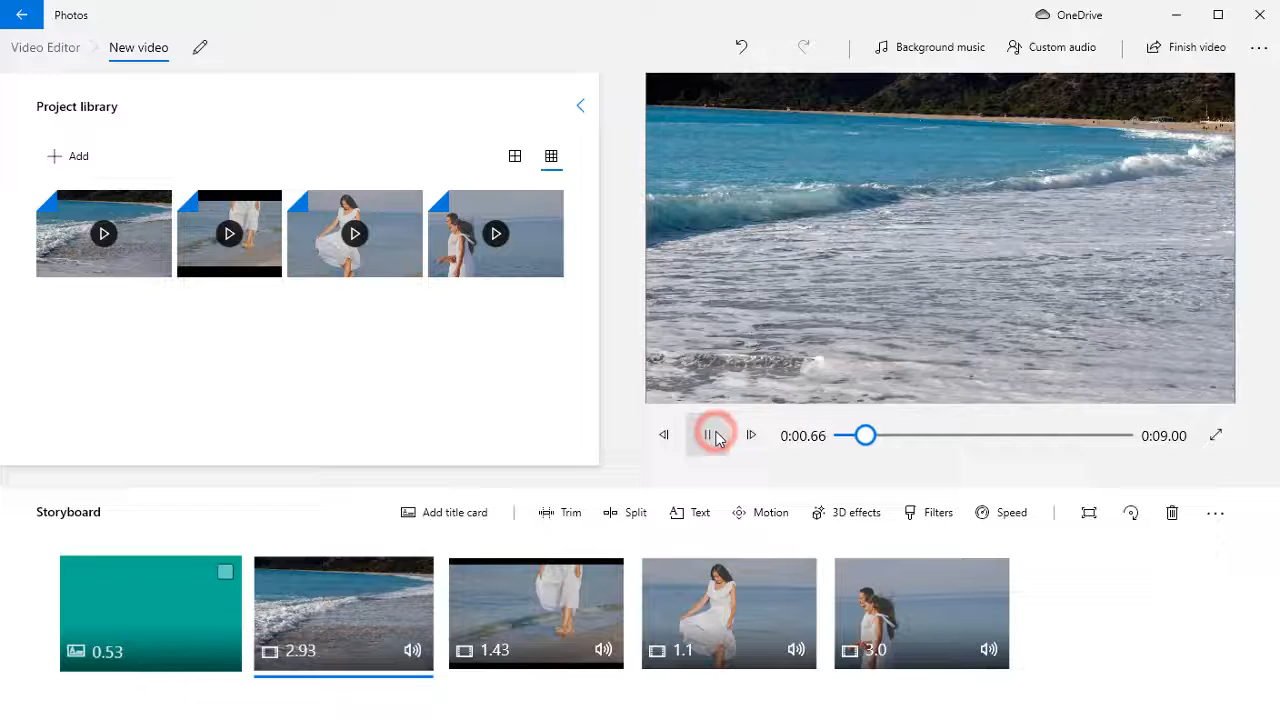 Photos
OneDrive
Video Editor
New video
Background music
Custom audio
Finish video
Project library
Add
0:00.66
0:09.00
Storyboard
Add title card
Trim
Split
Text
Motion
3D effects
Filters
Speed
0.53
2.93
1.43
1.1
3.0